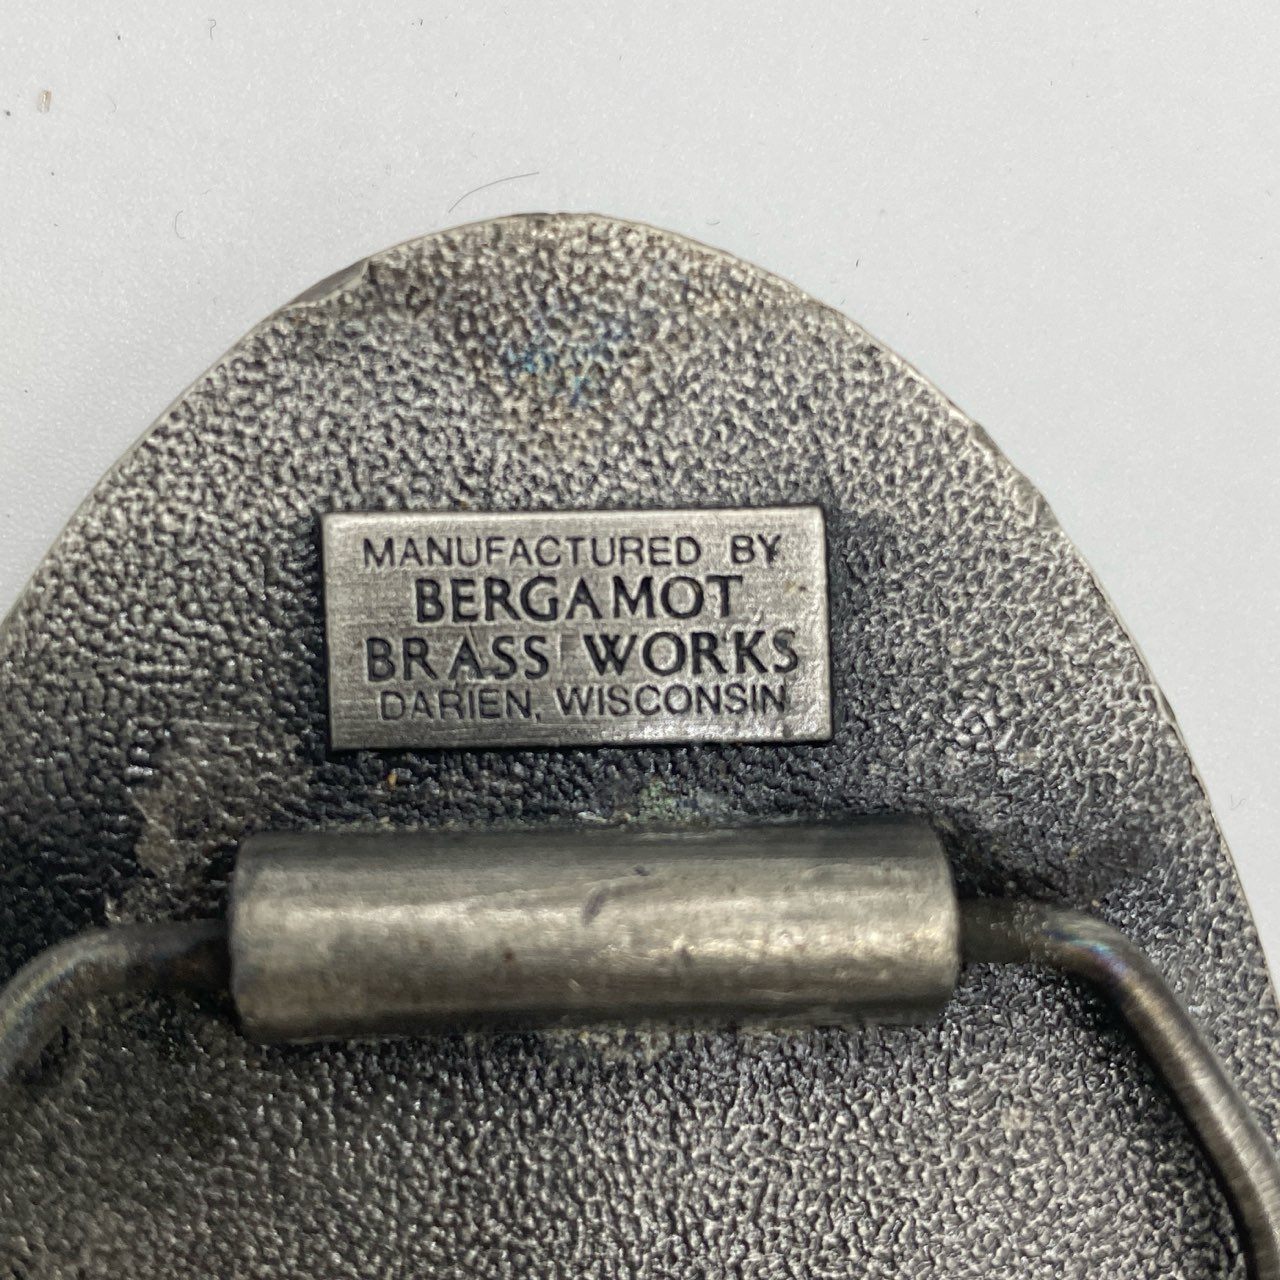 MANUFACTURED BY
BERGAMOT
BRASS WORKS
DARIEN, WISCONSIN